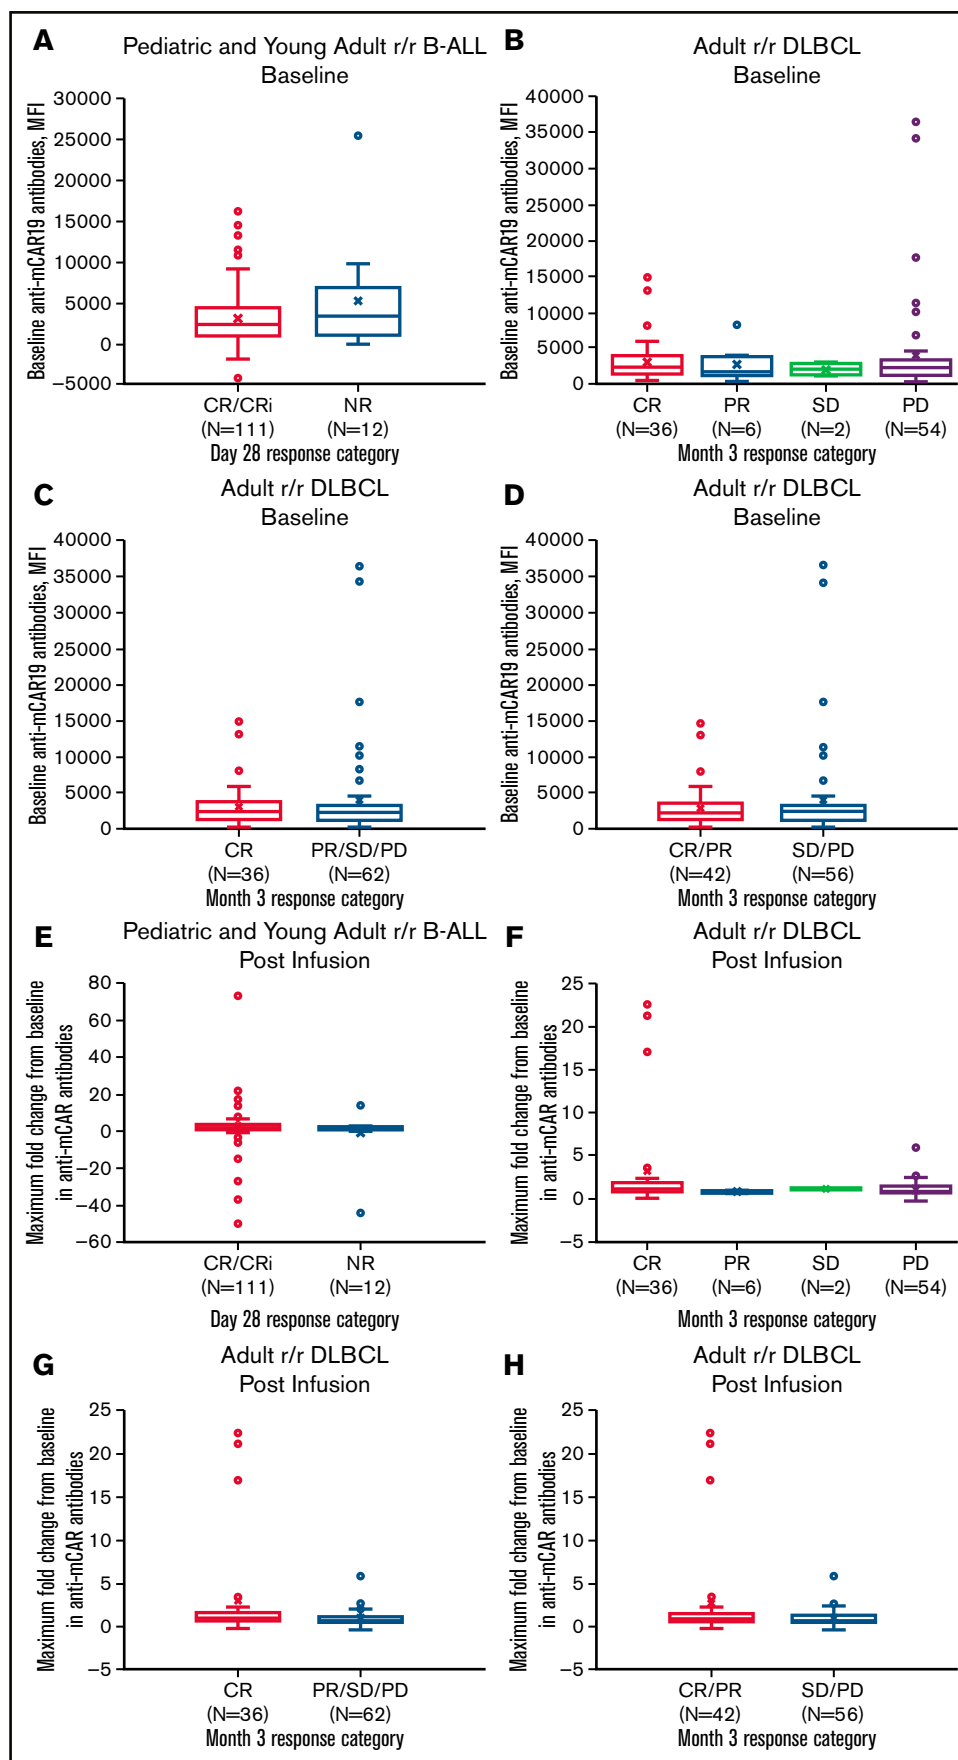 A
Pediatric and Young Adult r/r B-ALL
Baseline
Baseline anti-mCAR19 antibodies, MFI
30000
25000
20000
15000
10000
5000
0
−5000
CR/CRi
(N=111)
NR
(N=12)
Day 28 response category
B
Adult r/r DLBCL
Baseline
Baseline anti-mCAR19 antibodies, MFI
40000
35000
30000
25000
20000
15000
10000
5000
0
CR
(N=36)
PR
(N=6)
SD
(N=2)
PD
(N=54)
Month 3 response category
C
Adult r/r DLBCL
Baseline
Baseline anti-mCAR19 antibodies, MFI
40000
35000
30000
25000
20000
15000
10000
5000
0
CR
(N=36)
PR/SD/PD
(N=62)
Month 3 response category
D
Adult r/r DLBCL
Baseline
Baseline anti-mCAR19 antibodies, MFI
40000
35000
30000
25000
20000
15000
10000
5000
0
CR/PR
(N=42)
SD/PD
(N=56)
Month 3 response category
E
Pediatric and Young Adult r/r B-ALL
Post Infusion
Maximum fold change from baseline
in anti-mCAR antibodies
80
60
40
20
0
−20
−40
−60
CR/CRi
(N=111)
NR
(N=12)
Day 28 response category
F
Adult r/r DLBCL
Post Infusion
Maximum fold change from baseline
in anti-mCAR antibodies
25
20
15
10
5
0
−5
CR
(N=36)
PR
(N=6)
SD
(N=2)
PD
(N=54)
Month 3 response category
G
Adult r/r DLBCL
Post Infusion
Maximum fold change from baseline
in anti-mCAR antibodies
25
20
15
10
5
0
−5
CR
(N=36)
PR/SD/PD
(N=62)
Month 3 response category
H
Adult r/r DLBCL
Post Infusion
Maximum fold change from baseline
in anti-mCAR antibodies
25
20
15
10
5
0
−5
CR/PR
(N=42)
SD/PD
(N=56)
Month 3 response category